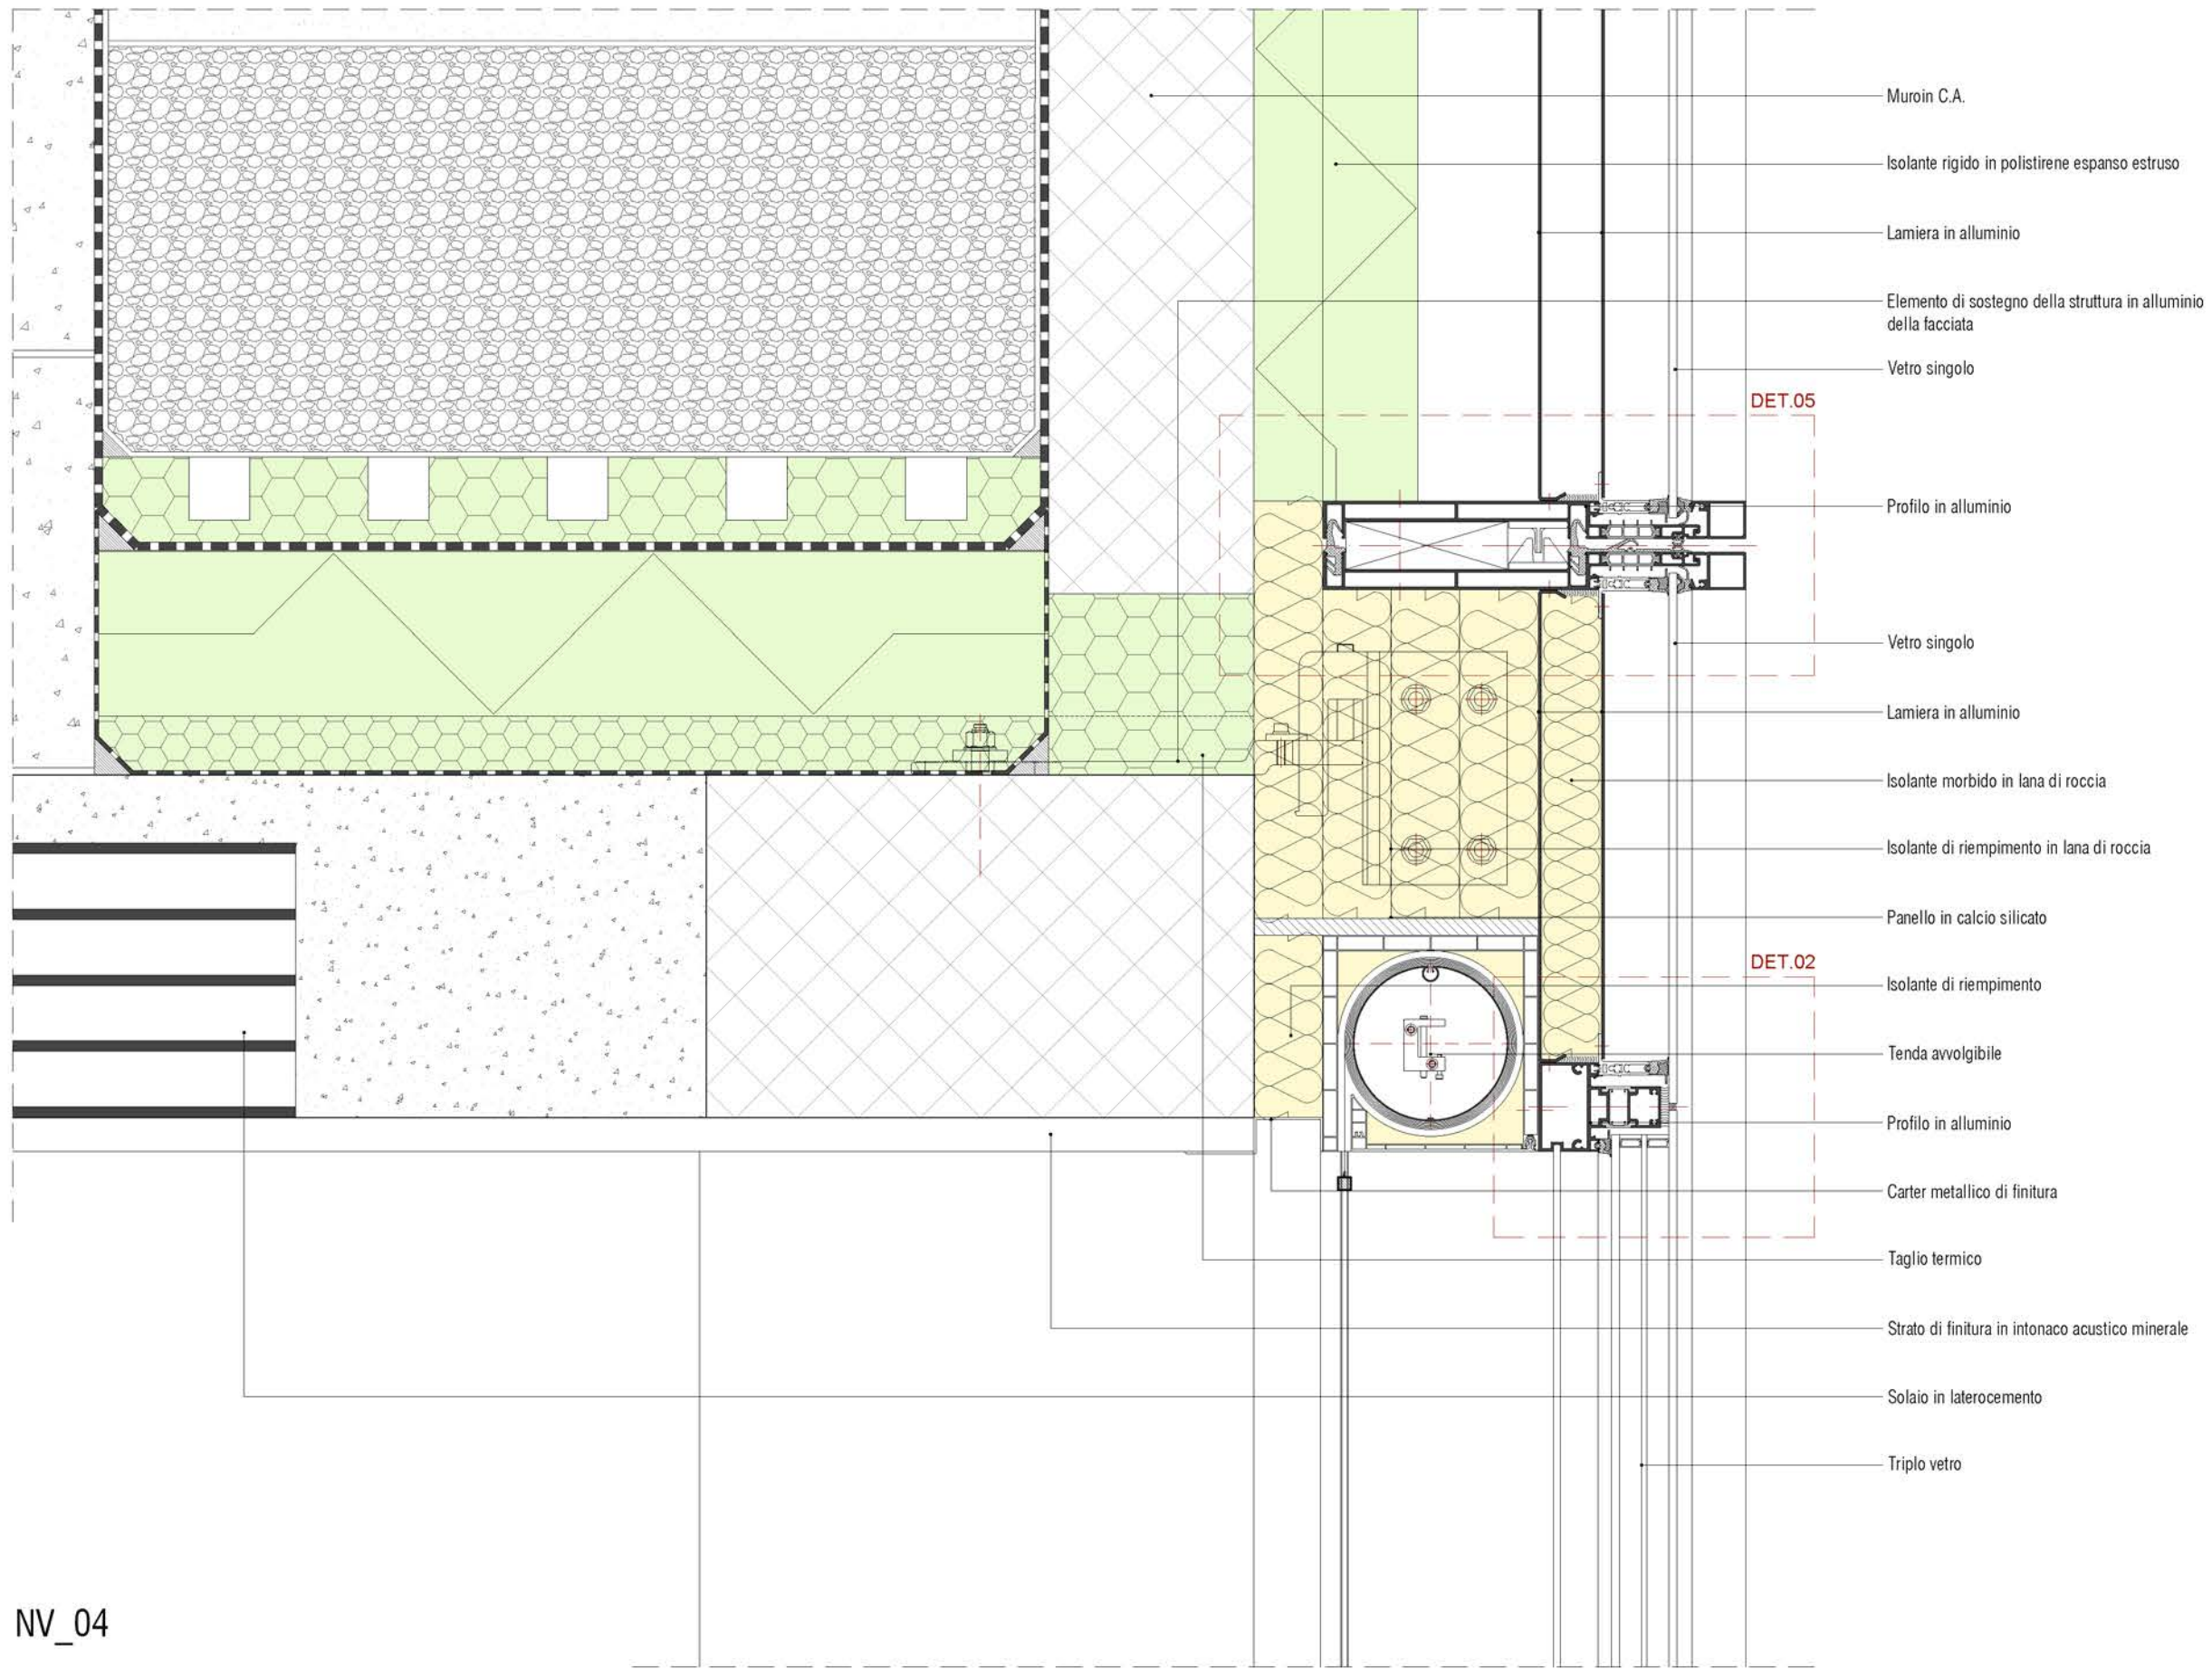 Muroin C.A.
Isolante rigido in polistirene espanso estruso
Lamiera in alluminio
Elemento di sostegno della struttura in alluminio
della facciata
Vetro singolo
DET.05
Profilo in alluminio
Vetro singolo
Lamiera in alluminio
Isolante morbido in lana di roccia
Isolante di riempimento in lana di roccia
Panello in calcio silicato
DET.02
Isolante di riempimento
Tenda avvolgibile
Profilo in alluminio
Carter metallico di finitura
Taglio termico
Strato di finitura in intonaco acustico minerale
Solaio in laterocemento
Triplo vetro
NV_04